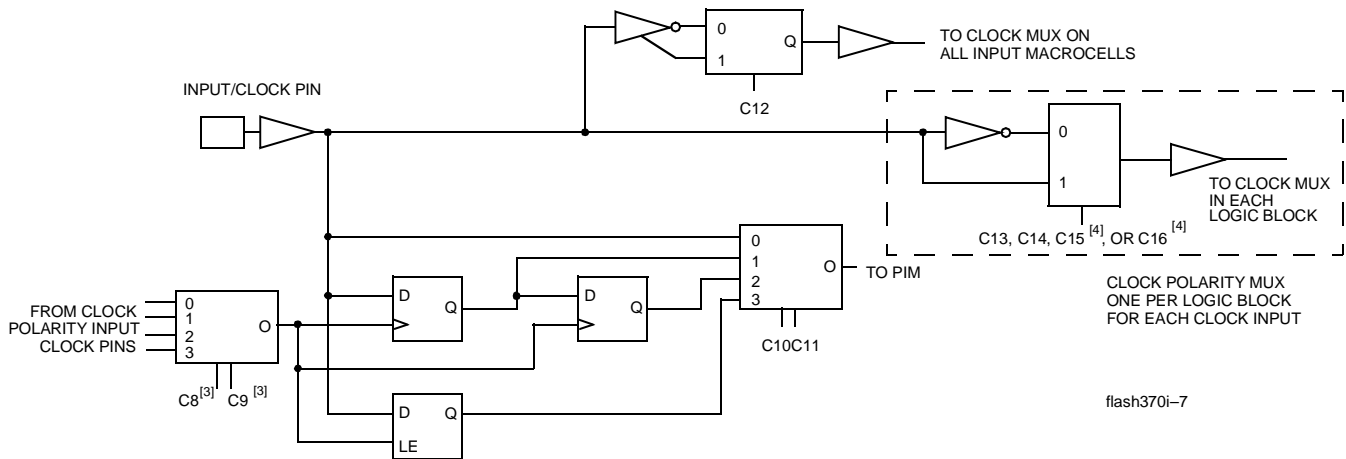 0
Q
1
C12
TO CLOCK MUX ON
ALL INPUT MACROCELLS
INPUT/CLOCK PIN
0
1
TO CLOCK MUX
IN EACH
LOGIC BLOCK
C13, C14, C15 [4], OR C16 [4]
CLOCK POLARITY MUX
ONE PER LOGIC BLOCK
FOR EACH CLOCK INPUT
0
1
2
3
O
TO PIM
C10C11
D
Q
D
Q
FROM CLOCK
POLARITY INPUT
CLOCK PINS
0
1
2
3
O
C8[3] C9 [3]
D
Q
LE
flash370i–7